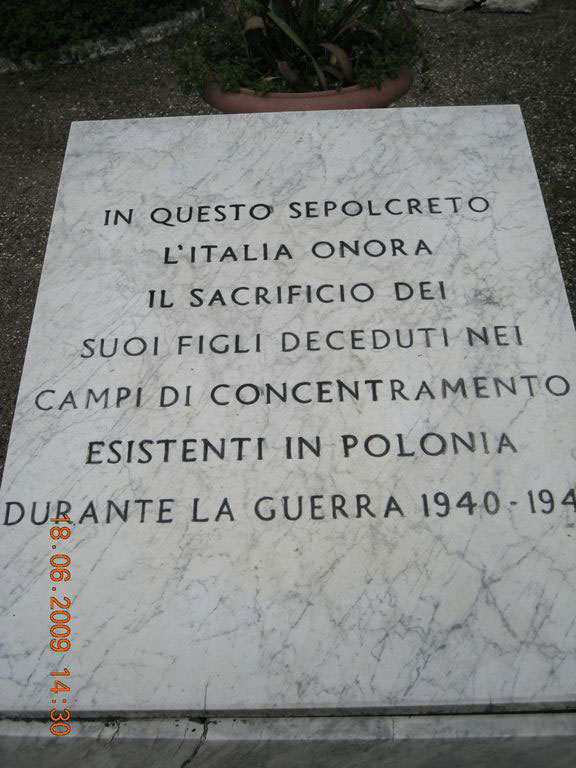 IN QUESTO SEPOLCRETO
L'ITALIA ONORA
IL SACRIFICIO DEI
SUOI FIGLI DECEDUTI NEI
CAMPI DI CONCENTRAMENTO
ESISTENTI IN POLONIA
DURANTE LA GUERRA 1940-194
18.06.2009 14:30